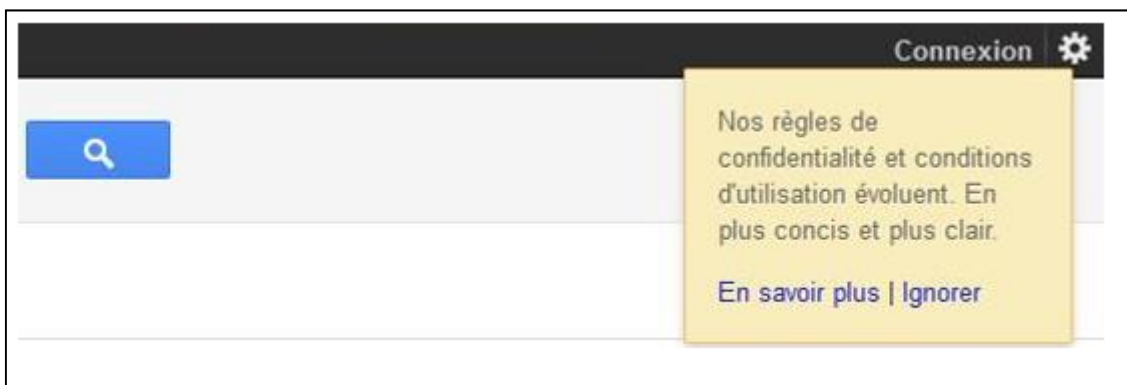 Connexion
Nos règles de
confidentialité et conditions
d'utilisation évoluent. En
plus concis et plus clair.
En savoir plus | Ignorer